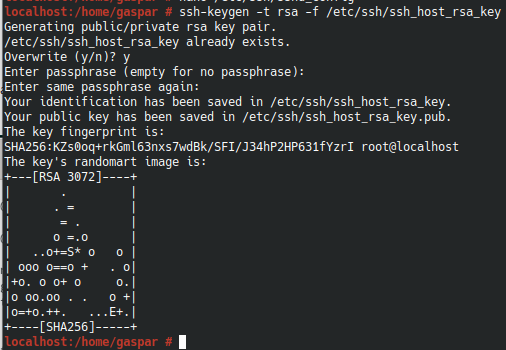 localhost:/home/gaspar # ssh-keygen -t rsa -f /etc/ssh/ssh_host_rsa_key
Generating public/private rsa key pair.
/etc/ssh/ssh_host_rsa_key already exists.
Overwrite (y/n)? y
Enter passphrase (empty for no passphrase):
Enter same passphrase again:
Your identification has been saved in /etc/ssh/ssh_host_rsa_key.
Your public key has been saved in /etc/ssh/ssh_host_rsa_key.pub.
The key fingerprint is:
SHA256:KZs0oq+rkGml63nxs7wdBk/SFI/J34hP2HP631fYzrI root@localhost
The key's randomart image is:
+---[RSA 3072]----+
|       .         |
|      . =        |
|       = .       |
|      o =.o      |
|   ..o+=S* o   o |
| ooo o==o +   . o|
|+o. o o+ o     o.|
|o oo.oo . .   o +|
|o=+o.++.   ...E+.|
+----[SHA256]-----+
localhost:/home/gaspar #